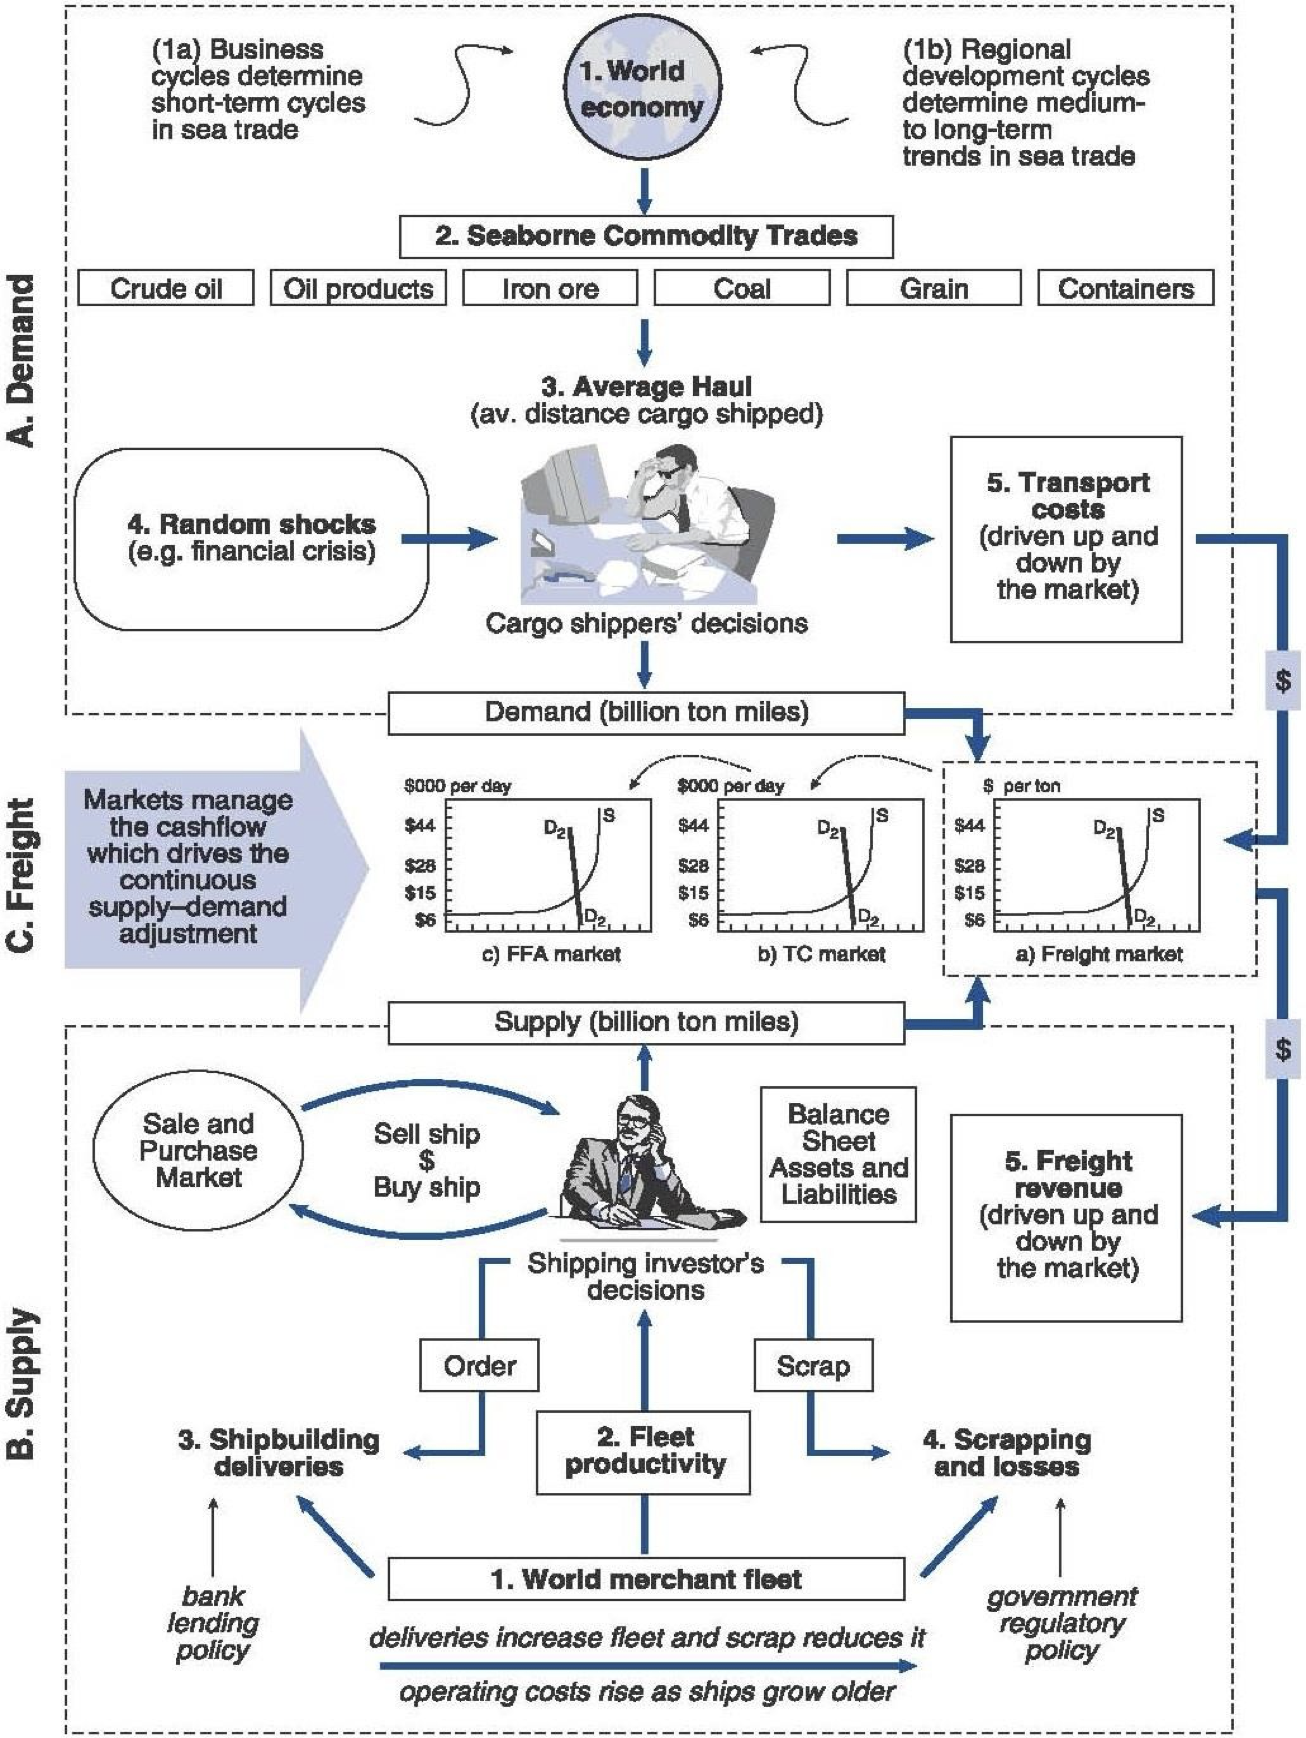 (1a) Business
cycles determine
short-term cycles
in sea trade
1. World
economy
(1b) Regional
development cycles
determine medium-
to long-term
trends in sea trade
2. Seaborne Commodity Trades
Crude oil
Oil products
Iron ore
Coal
Grain
Containers
A. Demand
3. Average Haul
(av. distance cargo shipped)
4. Random shocks
(e.g. financial crisis)
Cargo shippers' decisions
5. Transport
costs
(driven up and
down by
the market)
$
Demand (billion ton miles)
C. Freight
Markets manage
the cashflow
which drives the
continuous
supply–demand
adjustment
$000 per day
$44
$28
$15
$6
D2
S
D2
c) FFA market
$000 per day
$44
$28
$15
$6
D2
S
D2
b) TC market
$ per ton
$44
$28
$15
$6
D2
S
D2
a) Freight market
Supply (billion ton miles)
$
B. Supply
Sale and
Purchase
Market
Sell ship
$
Buy ship
Balance
Sheet
Assets and
Liabilities
Shipping investor's
decisions
5. Freight
revenue
(driven up and
down by
the market)
Order
Scrap
3. Shipbuilding
deliveries
2. Fleet
productivity
4. Scrapping
and losses
1. World merchant fleet
bank
lending
policy
government
regulatory
policy
deliveries increase fleet and scrap reduces it
operating costs rise as ships grow older